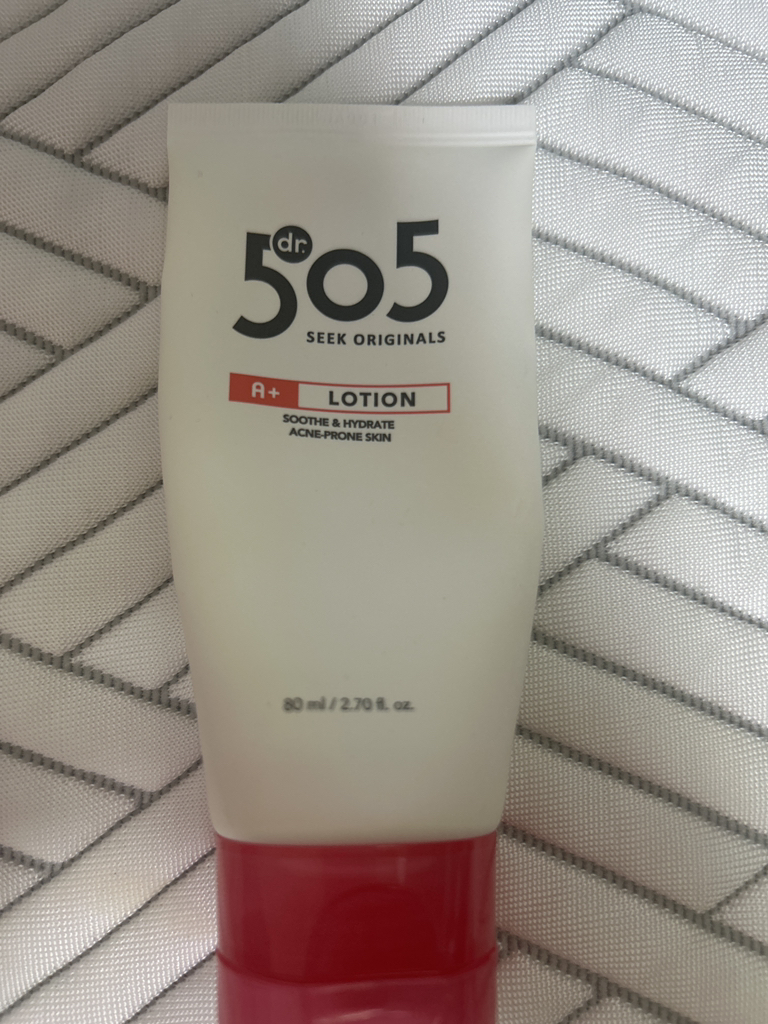 dr.
505
SEEK ORIGINALS
A+ LOTION
SOOTHE & HYDRATE
ACNE-PRONE SKIN
80 ml / 2.70 fl. oz.